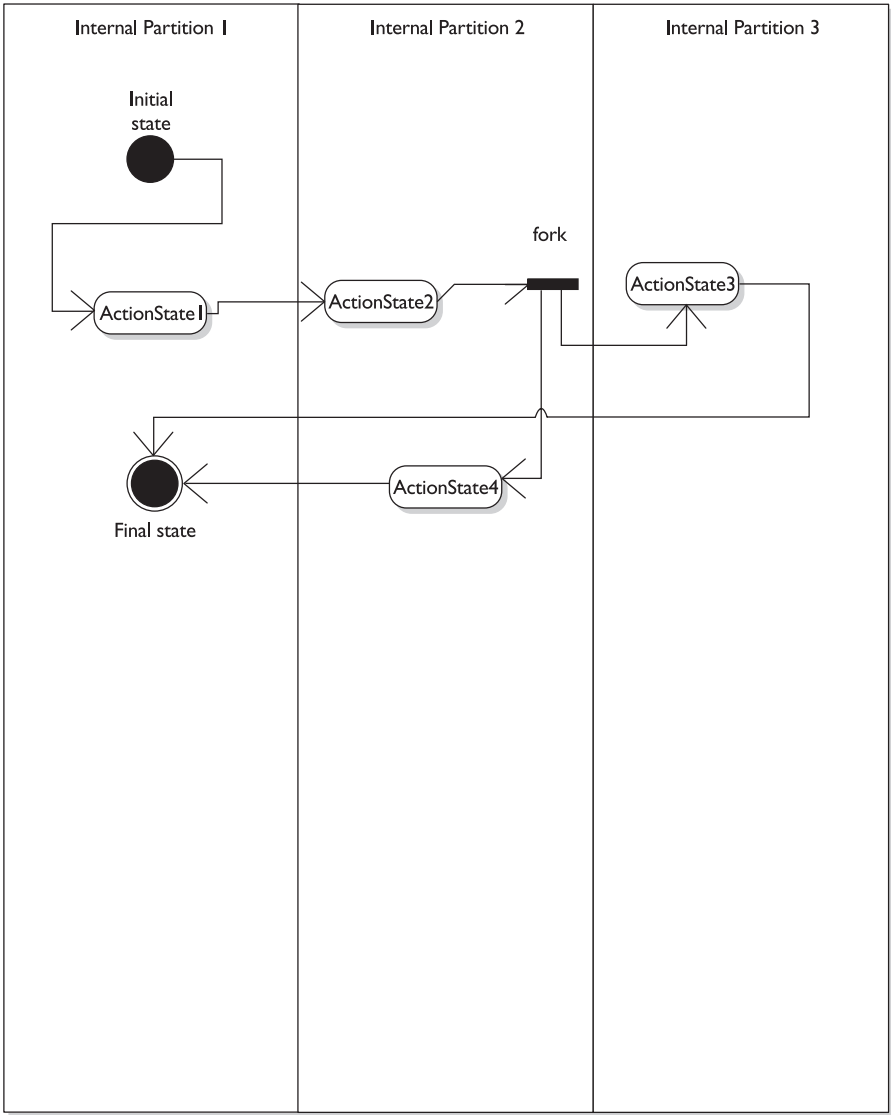 Internal Partition 1
Internal Partition 2
Internal Partition 3
Initial
state
fork
ActionState1
ActionState2
ActionState3
ActionState4
Final state